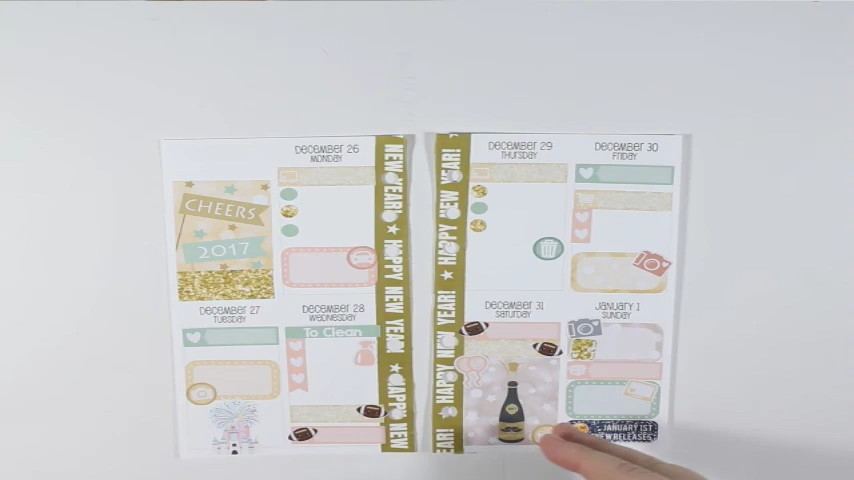 DECEMBER 26
MONDAY
CHEERS
2017
DECEMBER 27
TUESDAY
DECEMBER 28
WEDNESDAY
To Clean
NEW YEAR!
HAPPY NEW YEAR!
HAPPY NEW
HAPPY NEW YEAR!
HAPPY NEW YEAR!
EAR!
DECEMBER 29
THURSDAY
DECEMBER 30
FRIDAY
DECEMBER 31
SATURDAY
JANUARY 1
SUNDAY
JANUARY 1ST
EW RELEASES